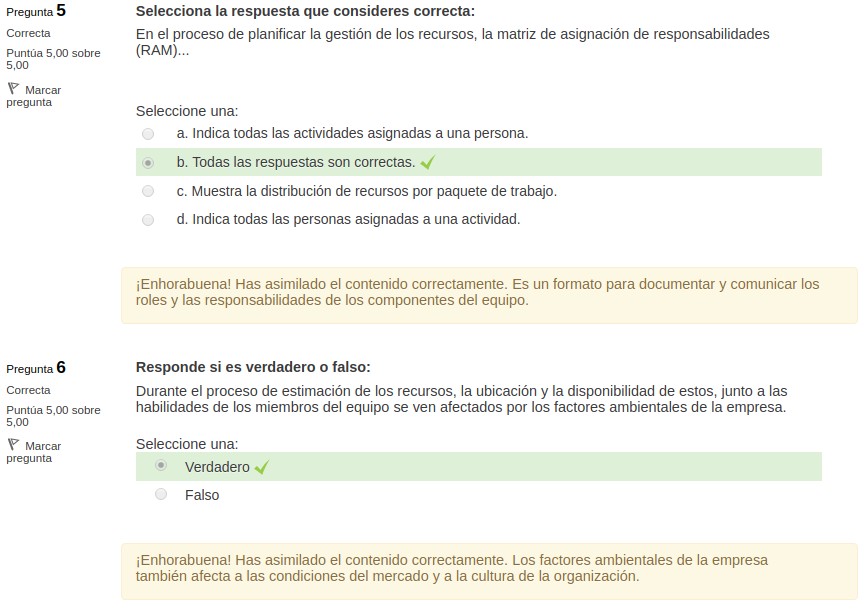 Pregunta 5
Correcta
Puntúa 5,00 sobre
5,00
Marcar
pregunta
Selecciona la respuesta que consideres correcta:
En el proceso de planificar la gestión de los recursos, la matriz de asignación de responsabilidades
(RAM)...
Seleccione una:
a. Indica todas las actividades asignadas a una persona.
b. Todas las respuestas son correctas.
c. Muestra la distribución de recursos por paquete de trabajo.
d. Indica todas las personas asignadas a una actividad.
¡Enhorabuena! Has asimilado el contenido correctamente. Es un formato para documentar y comunicar los
roles y las responsabilidades de los componentes del equipo.
Pregunta 6
Correcta
Puntúa 5,00 sobre
5,00
Marcar
pregunta
Responde si es verdadero o falso:
Durante el proceso de estimación de los recursos, la ubicación y la disponibilidad de estos, junto a las
habilidades de los miembros del equipo se ven afectados por los factores ambientales de la empresa.
Seleccione una:
Verdadero
Falso
¡Enhorabuena! Has asimilado el contenido correctamente. Los factores ambientales de la empresa
también afecta a las condiciones del mercado y a la cultura de la organización.